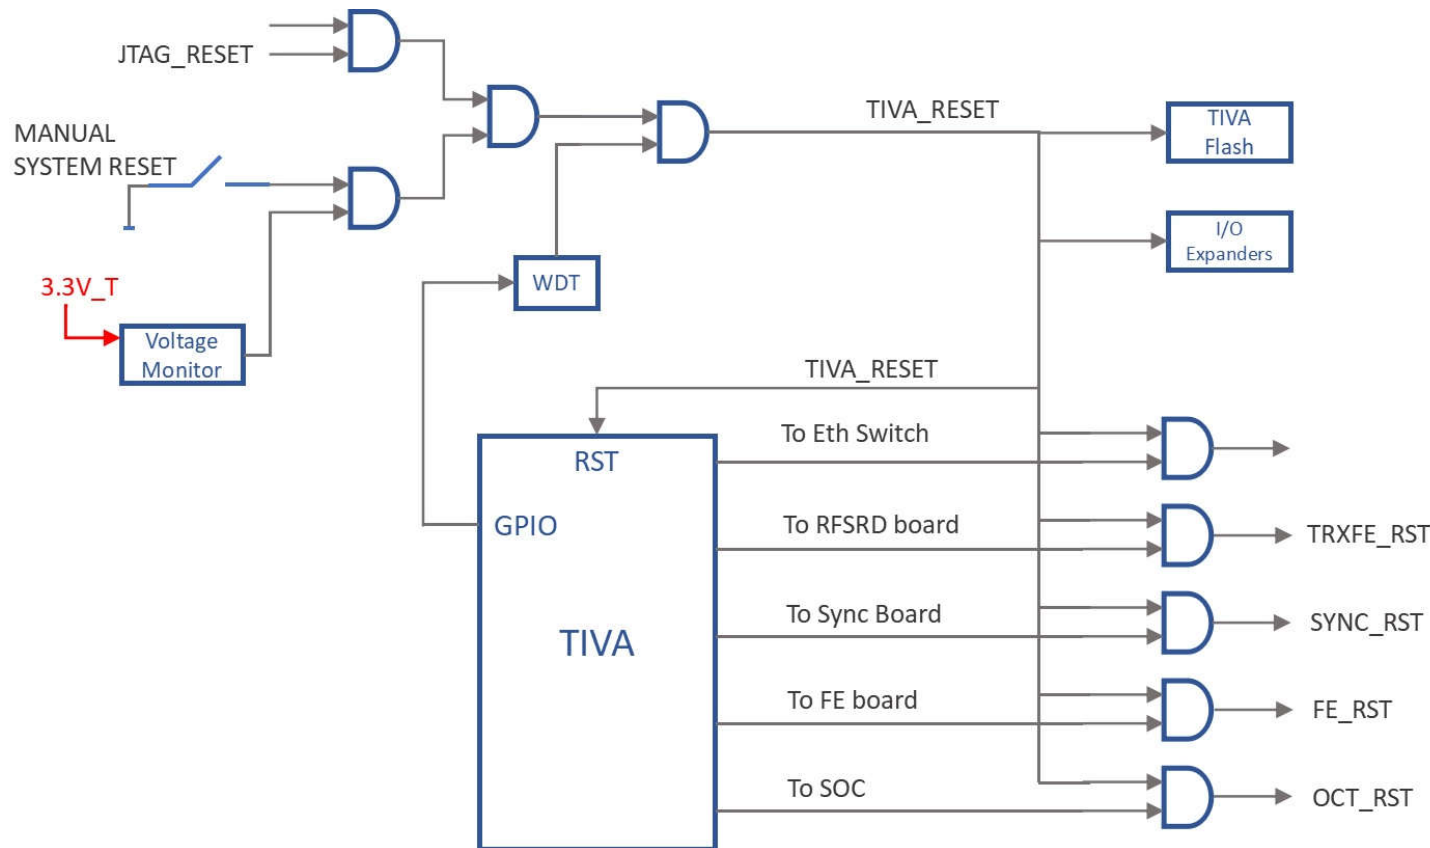 JTAG_RESET
MANUAL
SYSTEM RESET
TIVA_RESET
TIVA
Flash
I/O
Expanders
WDT
3.3V_T
Voltage
Monitor
TIVA_RESET
To Eth Switch
RST
GPIO
To RFSRD board
TRXFE_RST
To Sync Board
SYNC_RST
TIVA
To FE board
FE_RST
To SOC
OCT_RST